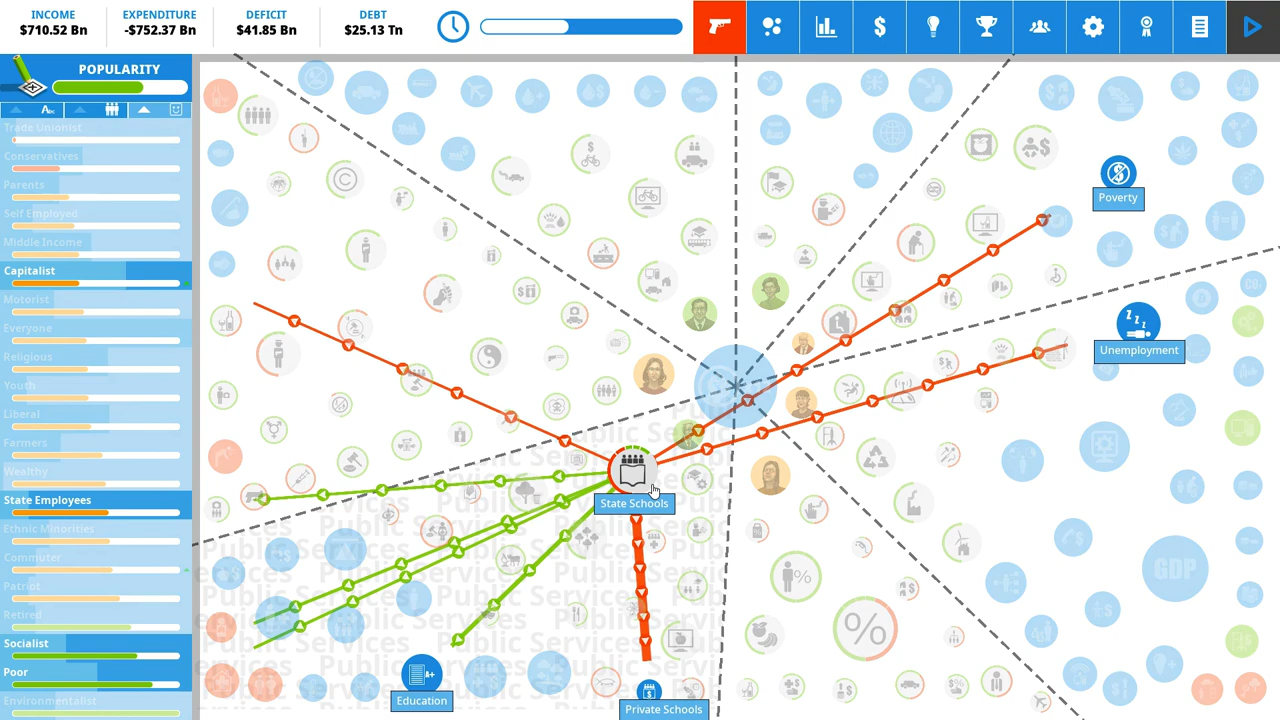 INCOME
$710.52 Bn
EXPENDITURE
-$752.37 Bn
DEFICIT
$41.85 Bn
DEBT
$25.13 Tn
POPULARITY
Trade Unionist
Conservatives
Parents
Self Employed
Middle Income
Capitalist
Motorist
Everyone
Religious
Youth
Liberal
Farmers
Wealthy
State Employees
Ethnic Minorities
Commuter
Patriot
Retired
Socialist
Poor
Environmentalist
Poverty
Unemployment
State Schools
Education
Private Schools
GDP
CO₂
%
Public Services